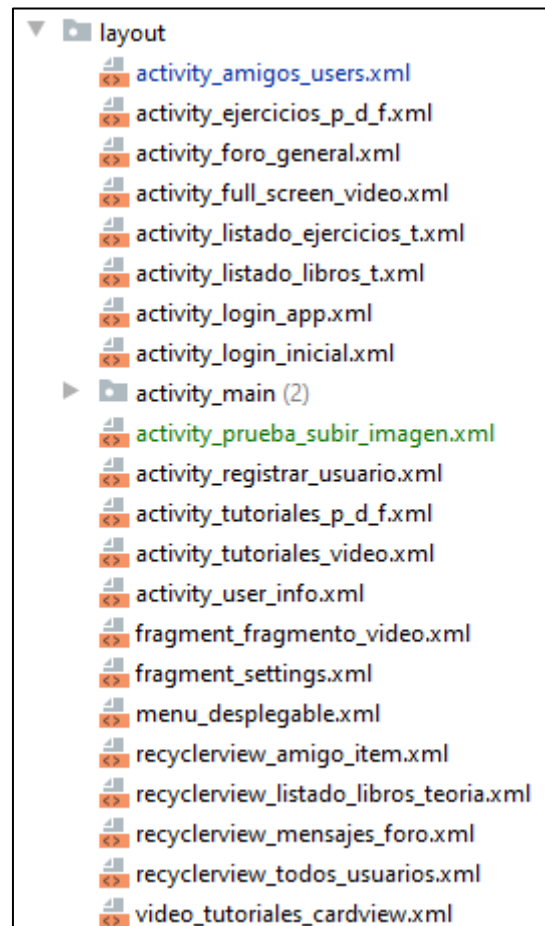 layout
activity_amigos_users.xml
activity_ejercicios_p_d_f.xml
activity_foro_general.xml
activity_full_screen_video.xml
activity_listado_ejercicios_t.xml
activity_listado_libros_t.xml
activity_login_app.xml
activity_login_inicial.xml
activity_main (2)
activity_prueba_subir_imagen.xml
activity_registrar_usuario.xml
activity_tutoriales_p_d_f.xml
activity_tutoriales_video.xml
activity_user_info.xml
fragment_fragmento_video.xml
fragment_settings.xml
menu_desplegable.xml
recyclerview_amigo_item.xml
recyclerview_listado_libros_teoria.xml
recyclerview_mensajes_foro.xml
recyclerview_todos_usuarios.xml
video_tutoriales_cardview.xml